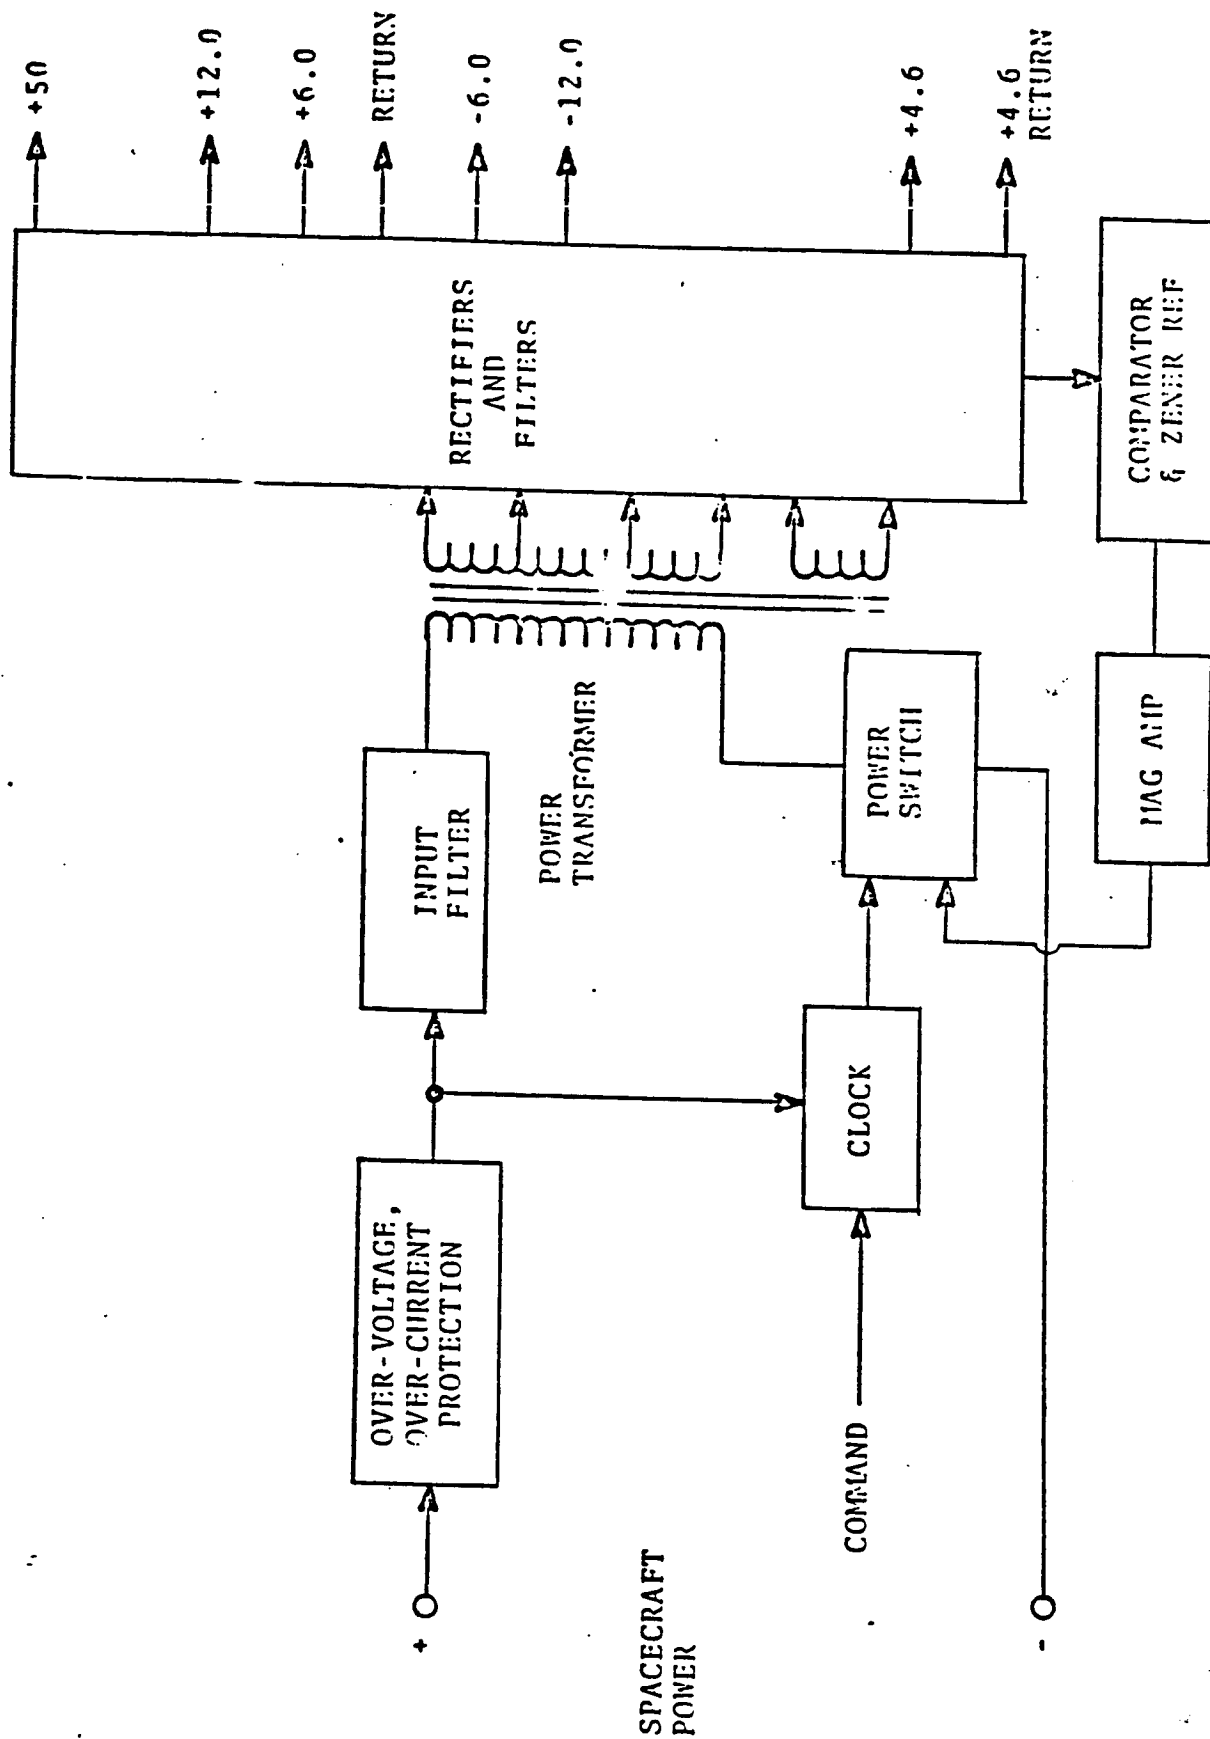 +
SPACECRAFT
POWER
-
OVER-VOLTAGE,
OVER-CURRENT
PROTECTION
INPUT
FILTER
COMMAND
CLOCK
POWER
TRANSFORMER
POWER
SWITCH
MAG AMP
COMPARATOR
& ZENER REF
RECTIFIERS
AND
FILTERS
+50
+12.0
+6.0
RETURN
-6.0
-12.0
+4.6
+4.6
RETURN